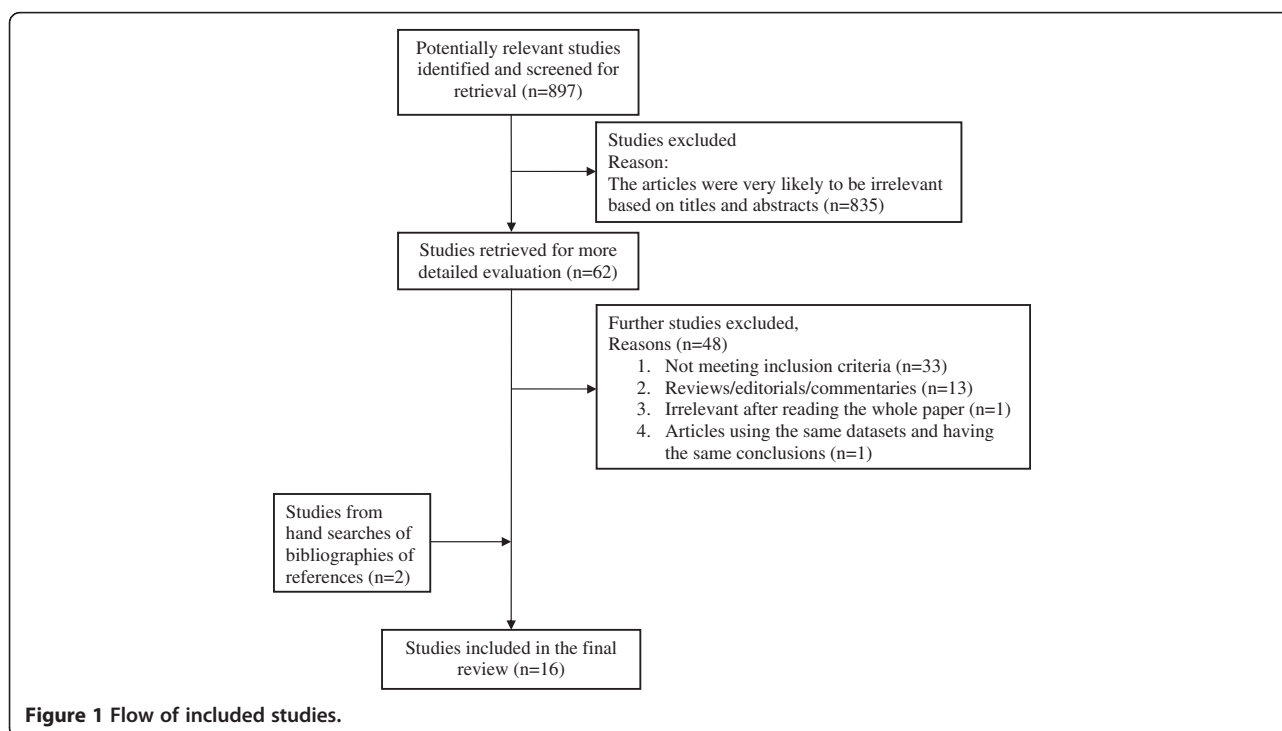 Potentially relevant studies
identified and screened for
retrieval (n=897)
Studies excluded
Reason:
The articles were very likely to be irrelevant
based on titles and abstracts (n=835)
Studies retrieved for more
detailed evaluation (n=62)
Further studies excluded,
Reasons (n=48)
1. Not meeting inclusion criteria (n=33)
2. Reviews/editorials/commentaries (n=13)
3. Irrelevant after reading the whole paper (n=1)
4. Articles using the same datasets and having
the same conclusions (n=1)
Studies from
hand searches of
bibliographies of
references (n=2)
Studies included in the final
review (n=16)
Figure 1 Flow of included studies.